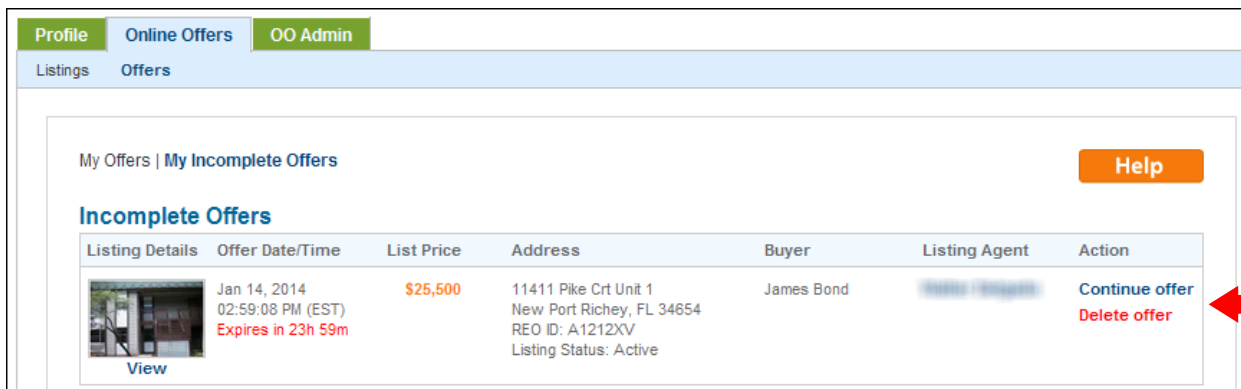 Profile Online Offers OO Admin
Listings Offers
My Offers | My Incomplete Offers
Help
Incomplete Offers
Listing Details Offer Date/Time List Price Address Buyer Listing Agent Action
Jan 14, 2014 $25,500 11411 Pike Crt Unit 1 James Bond Continue offer
02:59:08 PM (EST) New Port Richey, FL 34654
Expires in 23h 59m REO ID: A1212XV Delete offer
Listing Status: Active
View